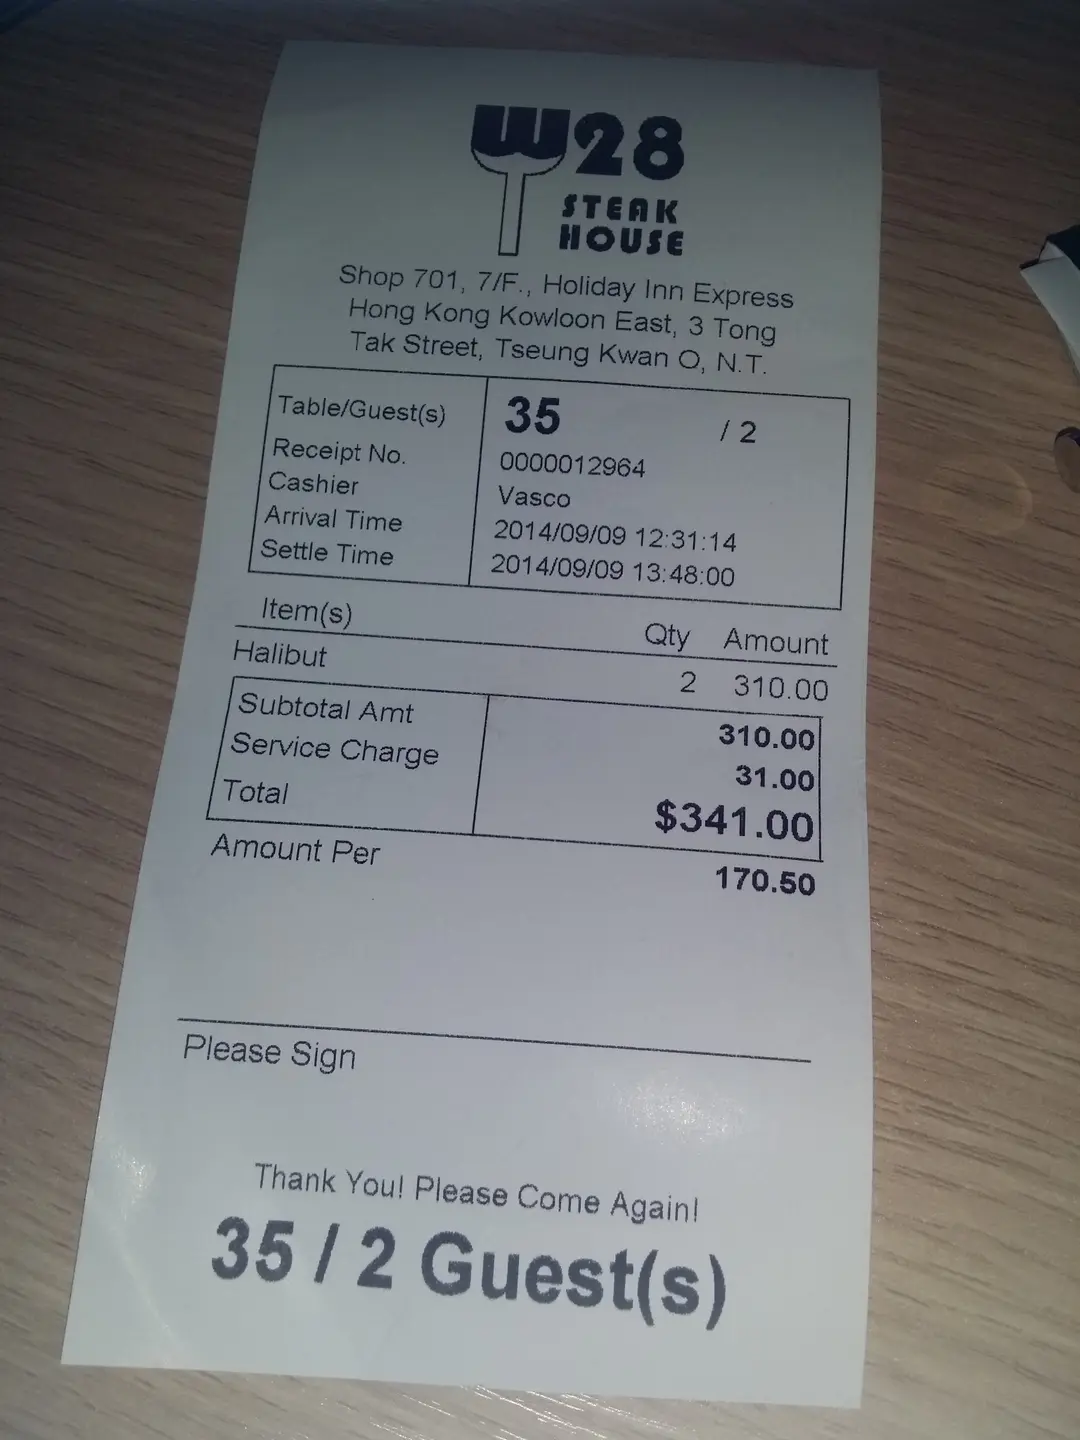 W28
STEAK
HOUSE
Shop 701, 7/F., Holiday Inn Express
Hong Kong Kowloon East, 3 Tong
Tak Street, Tseung Kwan O, N.T.
Table/Guest(s) 35 / 2
Receipt No. 0000012964
Cashier Vasco
Arrival Time 2014/09/09 12:31:14
Settle Time 2014/09/09 13:48:00
Item(s) Qty Amount
Halibut 2 310.00
Subtotal Amt 310.00
Service Charge 31.00
Total $341.00
Amount Per 170.50
Please Sign
Thank You! Please Come Again!
35 / 2 Guest(s)